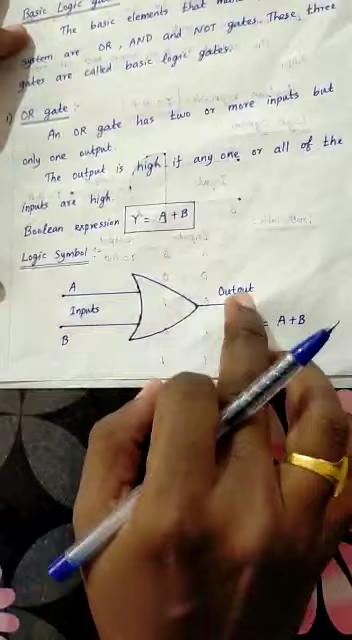 Basic Logic
The basic elements that
system are OR, AND and NOT gates. These, three
gates are called basic logic gates.
1) OR gate :-
An OR gate has two or more inputs but
only one output.
The output is high if any one or all of the
inputs are high.
Boolean expression Y = A + B
Logic Symbol :-
A
Output
Inputs
= A+B
B